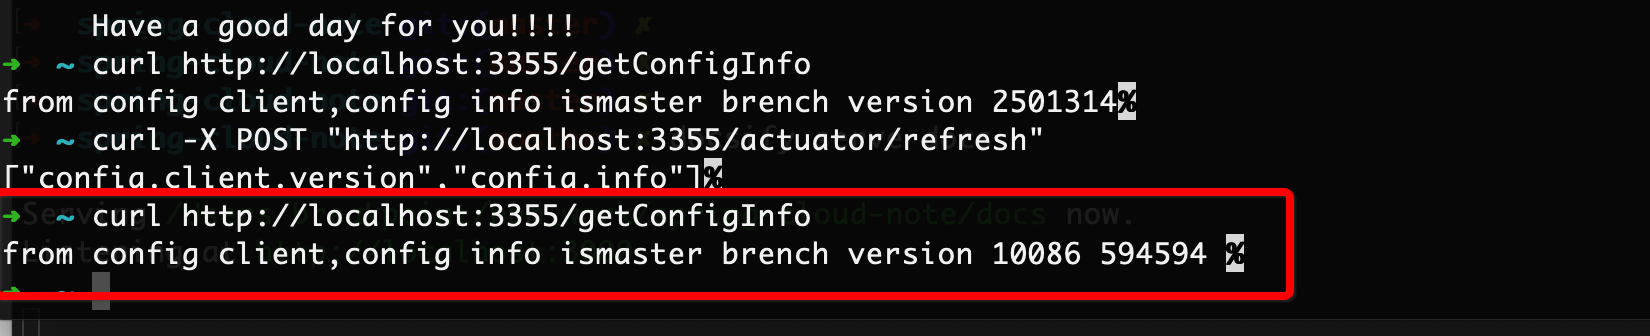 Have a good day for you!!!!
➜ ~ curl http://localhost:3355/getConfigInfo
from config client,config info ismaster brench version 2501314%
➜ ~ curl -X POST "http://localhost:3355/actuator/refresh"
["config.client.version","config.info"]%
➜ ~ curl http://localhost:3355/getConfigInfo
from config client,config info ismaster brench version 10086 594594 %
➜ ~